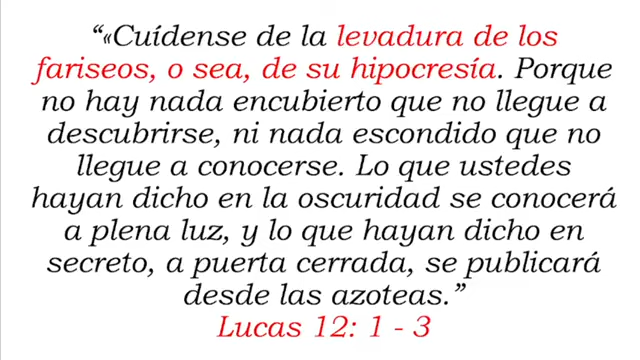 “«Cuídense de la levadura de los
fariseos, o sea, de su hipocresía. Porque
no hay nada encubierto que no llegue a
descubrirse, ni nada escondido que no
llegue a conocerse. Lo que ustedes
hayan dicho en la oscuridad se conocerá
a plena luz, y lo que hayan dicho en
secreto, a puerta cerrada, se publicará
desde las azoteas.”
Lucas 12: 1 - 3